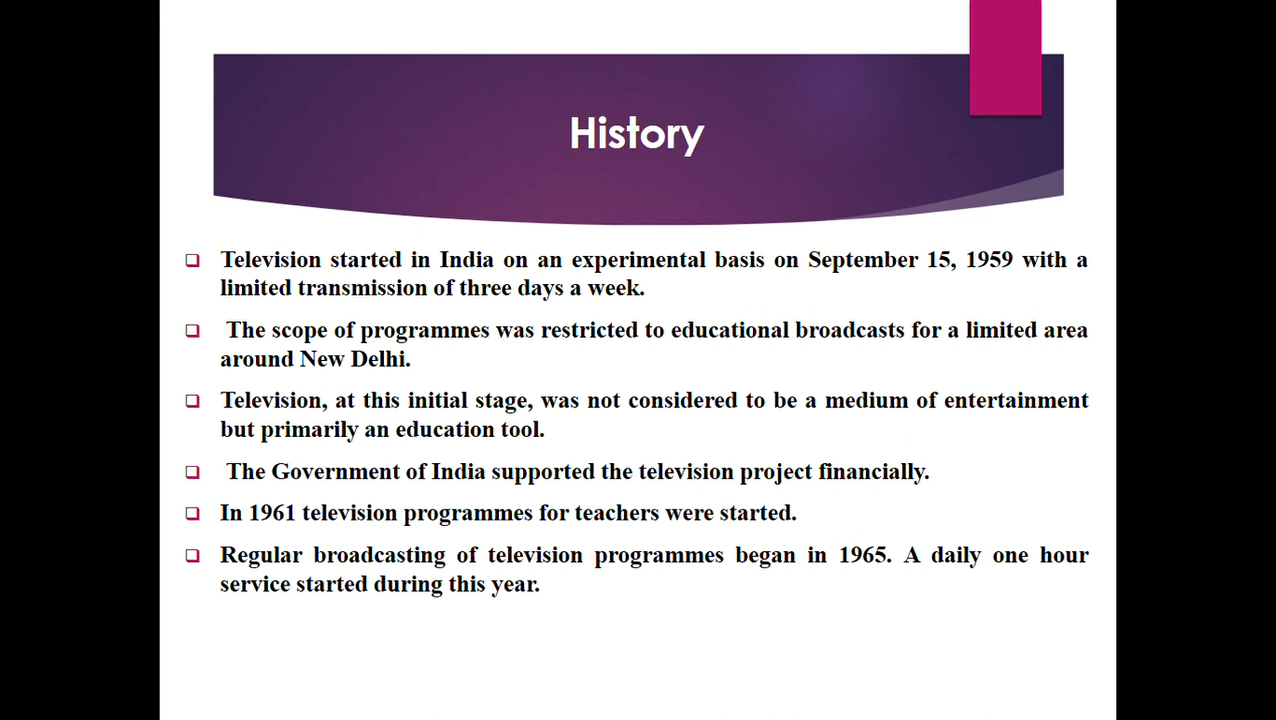 History
Television started in India on an experimental basis on September 15, 1959 with a
limited transmission of three days a week.
The scope of programmes was restricted to educational broadcasts for a limited area
around New Delhi.
Television, at this initial stage, was not considered to be a medium of entertainment
but primarily an education tool.
The Government of India supported the television project financially.
In 1961 television programmes for teachers were started.
Regular broadcasting of television programmes began in 1965. A daily one hour
service started during this year.